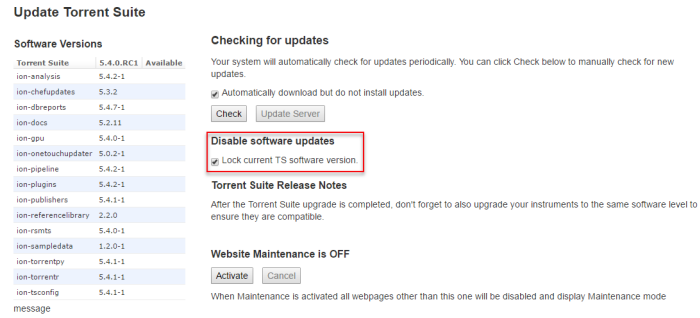 Update Torrent Suite
Software Versions
Torrent Suite 5.4.0.RC1 Available
ion-analysis 5.4.2-1
ion-chefupdates 5.3.2
ion-dbreports 5.4.7-1
ion-docs 5.2.11
ion-gpu 5.4.0-1
ion-onetouchupdater 5.0.2-1
ion-pipeline 5.4.2-1
ion-plugins 5.4.2-1
ion-publishers 5.4.1-1
ion-referencelibrary 2.2.0
ion-rsmts 5.4.0-1
ion-sampledata 1.2.0-1
ion-torrentpy 5.4.1-1
ion-torrentr 5.4.1-1
ion-tsconfig 5.4.1-1
message
Checking for updates
Your system will automatically check for updates periodically. You can click Check below to manually check for new
updates.
Automatically download but do not install updates.
Check Update Server
Disable software updates
Lock current TS software version.
Torrent Suite Release Notes
After the Torrent Suite upgrade is completed, don't forget to also upgrade your instruments to the same software level to
ensure they are compatible.
Website Maintenance is OFF
Activate Cancel
When Maintenance is activated all webpages other than this one will be disabled and display Maintenance mode